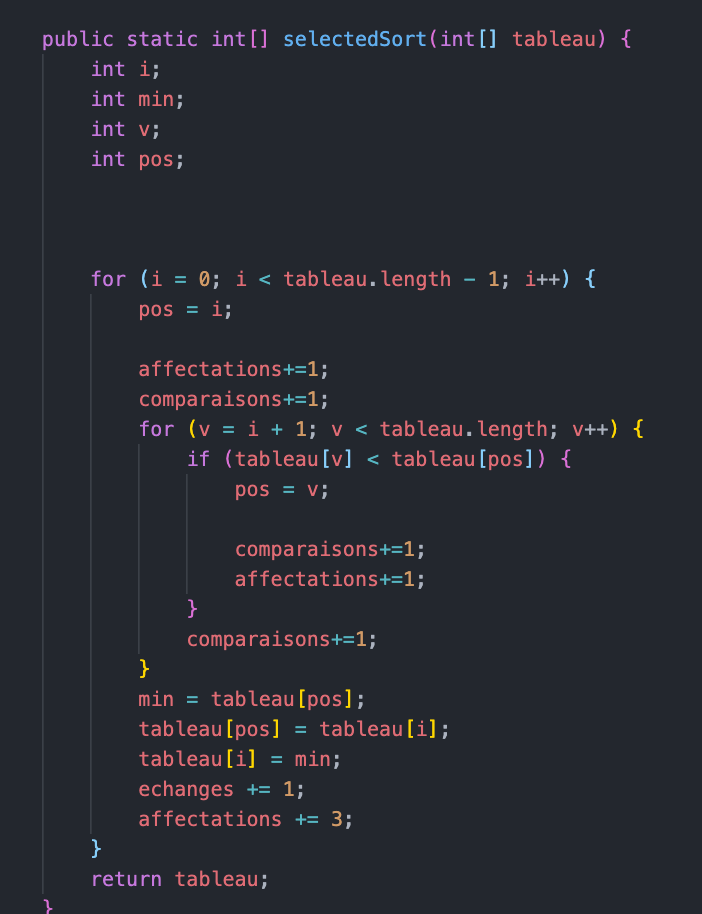 public static int[] selectedSort(int[] tableau) {
    int i;
    int min;
    int v;
    int pos;
    for (i = 0; i < tableau.length - 1; i++) {
        pos = i;
        affectations+=1;
        comparaisons+=1;
        for (v = i + 1; v < tableau.length; v++) {
            if (tableau[v] < tableau[pos]) {
                pos = v;
                comparaisons+=1;
                affectations+=1;
            }
            comparaisons+=1;
        }
        min = tableau[pos];
        tableau[pos] = tableau[i];
        tableau[i] = min;
        echanges += 1;
        affectations += 3;
    }
    return tableau;
}